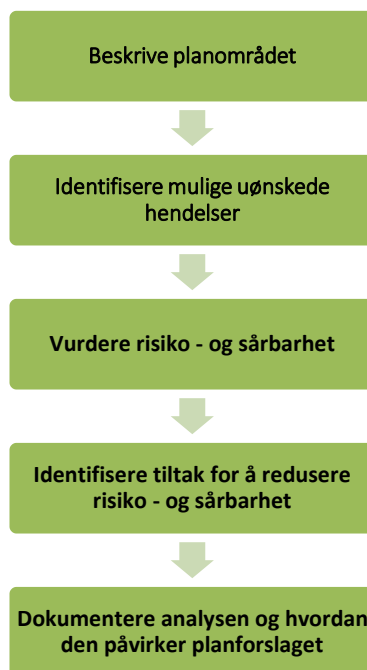 Beskrive planområdet
Identifisere mulige uønskede
hendelser
Vurdere risiko - og sårbarhet
Identifisere tiltak for å redusere
risiko - og sårbarhet
Dokumentere analysen og hvordan
den påvirker planforslaget